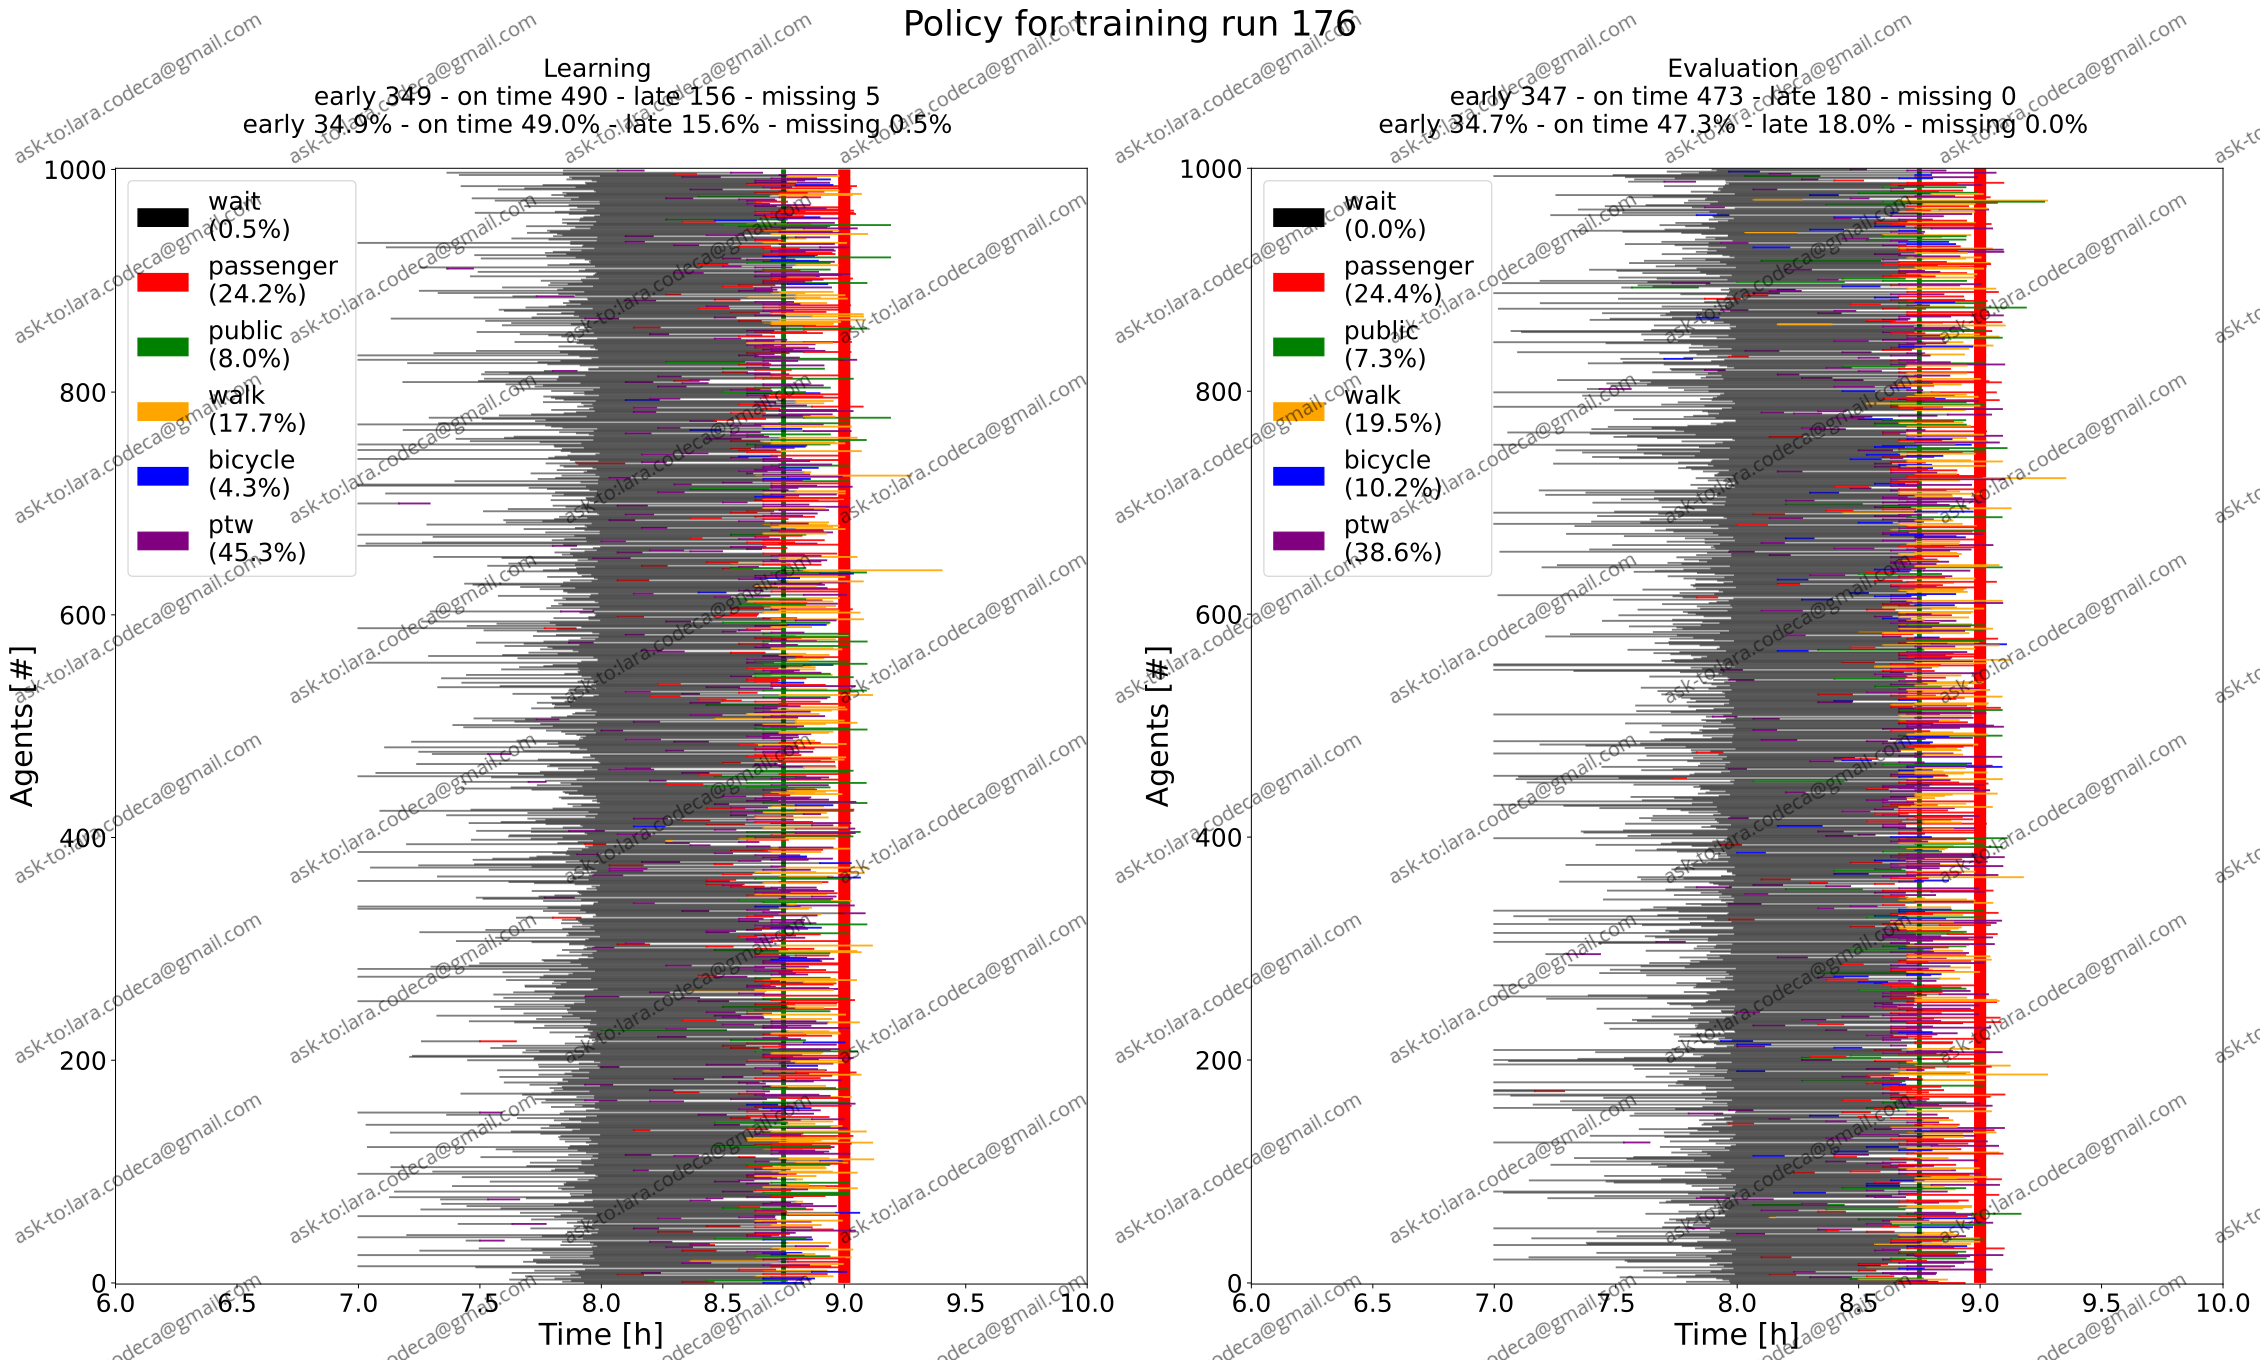 Policy for training run 176
Learning
early 349 - on time 490 - late 156 - missing 5
early 34.9% - on time 49.0% - late 15.6% - missing 0.5%
1000
800
600
400
200
0
Agents [#]
wait
(0.5%)
passenger
(24.2%)
public
(8.0%)
walk
(17.7%)
bicycle
(4.3%)
ptw
(45.3%)
6.0 6.5 7.0 7.5 8.0 8.5 9.0 9.5 10.0
Time [h]
Evaluation
early 347 - on time 473 - late 180 - missing 0
early 34.7% - on time 47.3% - late 18.0% - missing 0.0%
1000
800
600
400
200
0
Agents [#]
wait
(0.0%)
passenger
(24.4%)
public
(7.3%)
walk
(19.5%)
bicycle
(10.2%)
ptw
(38.6%)
6.0 6.5 7.0 7.5 8.0 8.5 9.0 9.5 10.0
Time [h]
ask-to:lara.codeca@gmail.com